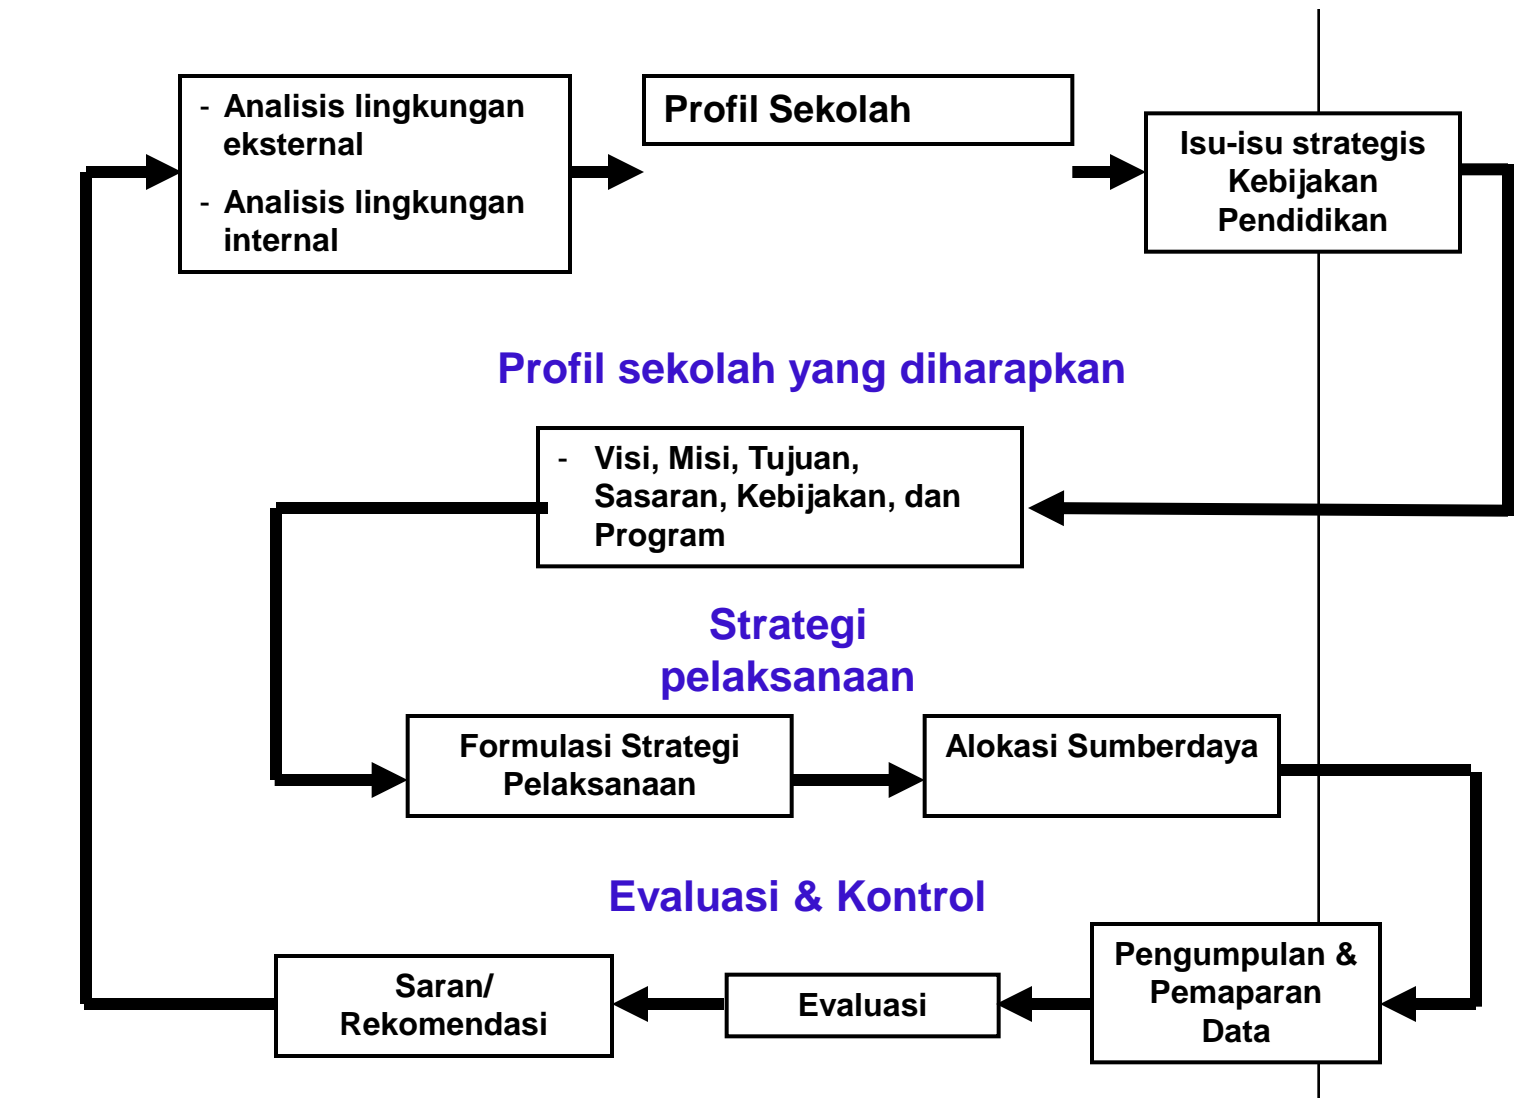 - Analisis lingkungan
eksternal
- Analisis lingkungan
internal
Profil Sekolah
Isu-isu strategis
Kebijakan
Pendidikan
Profil sekolah yang diharapkan
- Visi, Misi, Tujuan,
Sasaran, Kebijakan, dan
Program
Strategi
pelaksanaan
Formulasi Strategi
Pelaksanaan
Alokasi Sumberdaya
Evaluasi & Kontrol
Saran/
Rekomendasi
Evaluasi
Pengumpulan &
Pemaparan
Data